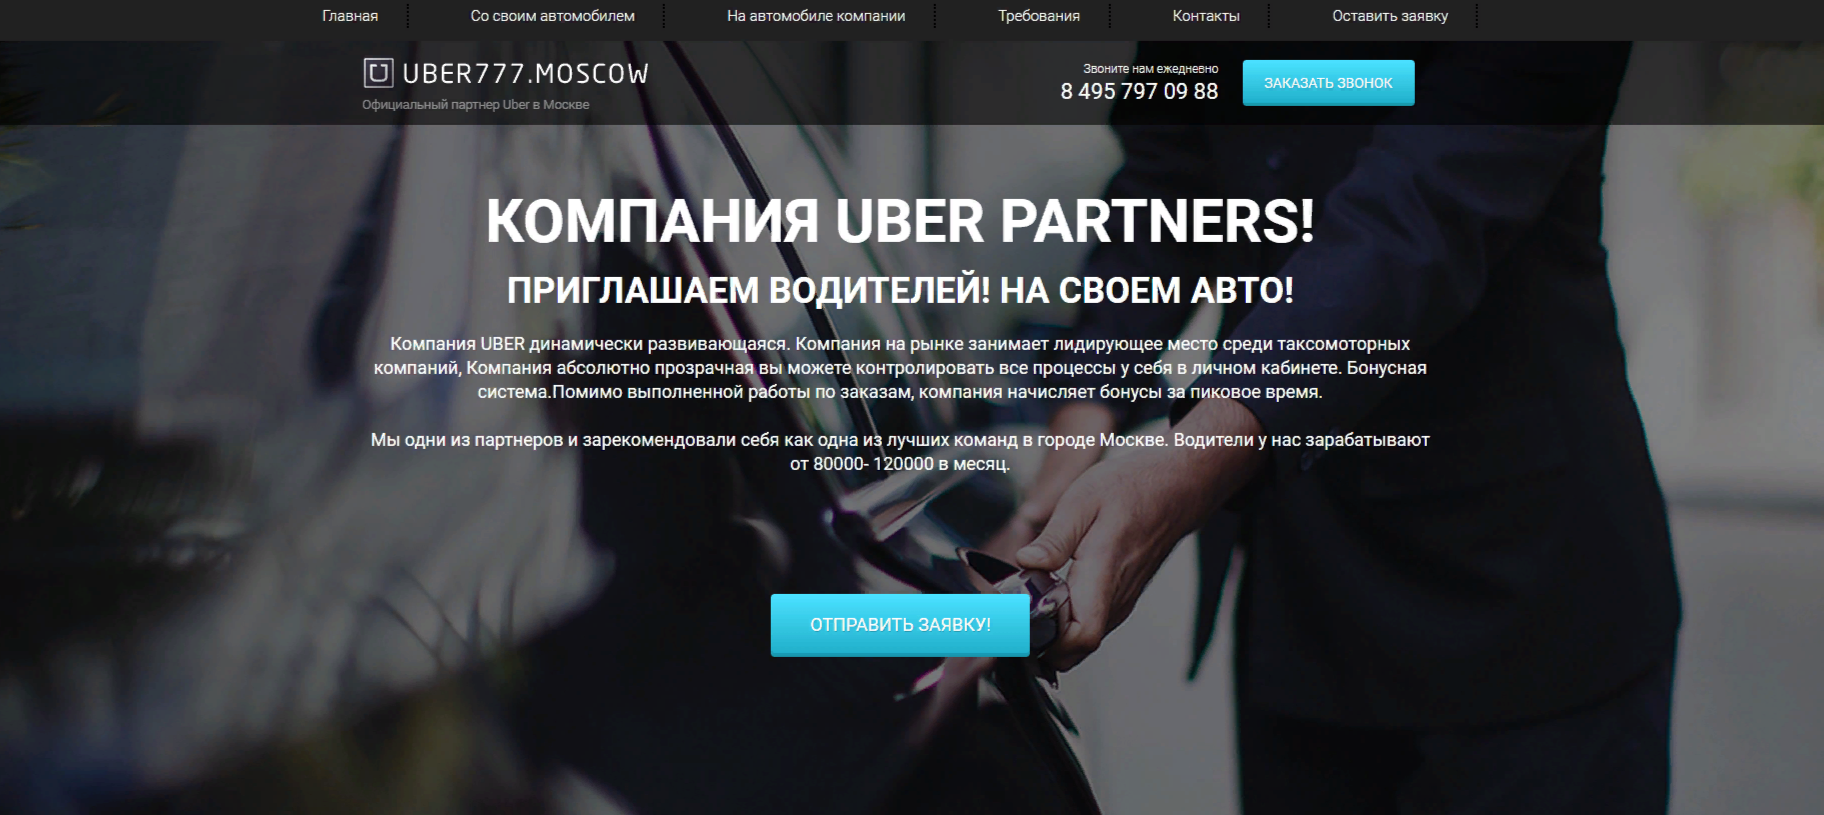 Главная Со своим автомобилем На автомобиле компании Требования Контакты Оставить заявку
UBER777.MOSCOW
Официальный партнер Uber в Москве
Звоните нам ежедневно
8 495 797 09 88
ЗАКАЗАТЬ ЗВОНОК
КОМПАНИЯ UBER PARTNERS!
ПРИГЛАШАЕМ ВОДИТЕЛЕЙ! НА СВОЕМ АВТО!
Компания UBER динамически развивающаяся. Компания на рынке занимает лидирующее место среди таксомоторных
компаний, Компания абсолютно прозрачная вы можете контролировать все процессы у себя в личном кабинете. Бонусная
система.Помимо выполненной работы по заказам, компания начисляет бонусы за пиковое время.
Мы одни из партнеров и зарекомендовали себя как одна из лучших команд в городе Москве. Водители у нас зарабатывают
от 80000- 120000 в месяц.
ОТПРАВИТЬ ЗАЯВКУ!